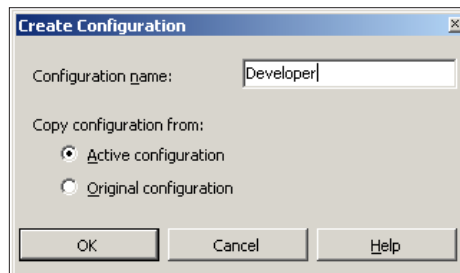 Create Configuration
Configuration name: Developer
Copy configuration from:
Active configuration
Original configuration
OK Cancel Help